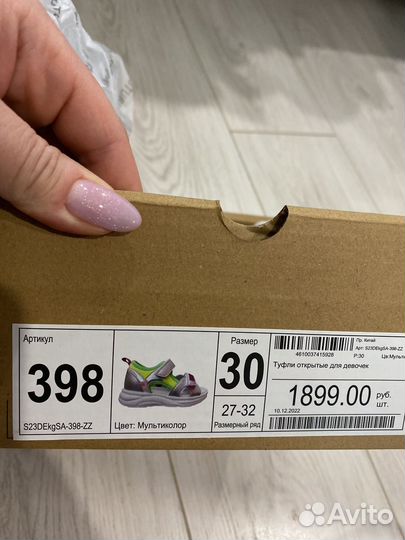 Артикул
398
S23DEkgSA-398-ZZ
Цвет: Мультиколор
Размер
30
27-32
Размерный ряд
Пр. Китай
Арт: S23DEkgSA-398-ZZ
4610037415928
Р:30
Цв:Мульти
Туфли открытые для девочек
1899.00 руб. шт.
10.12.2022
Avito